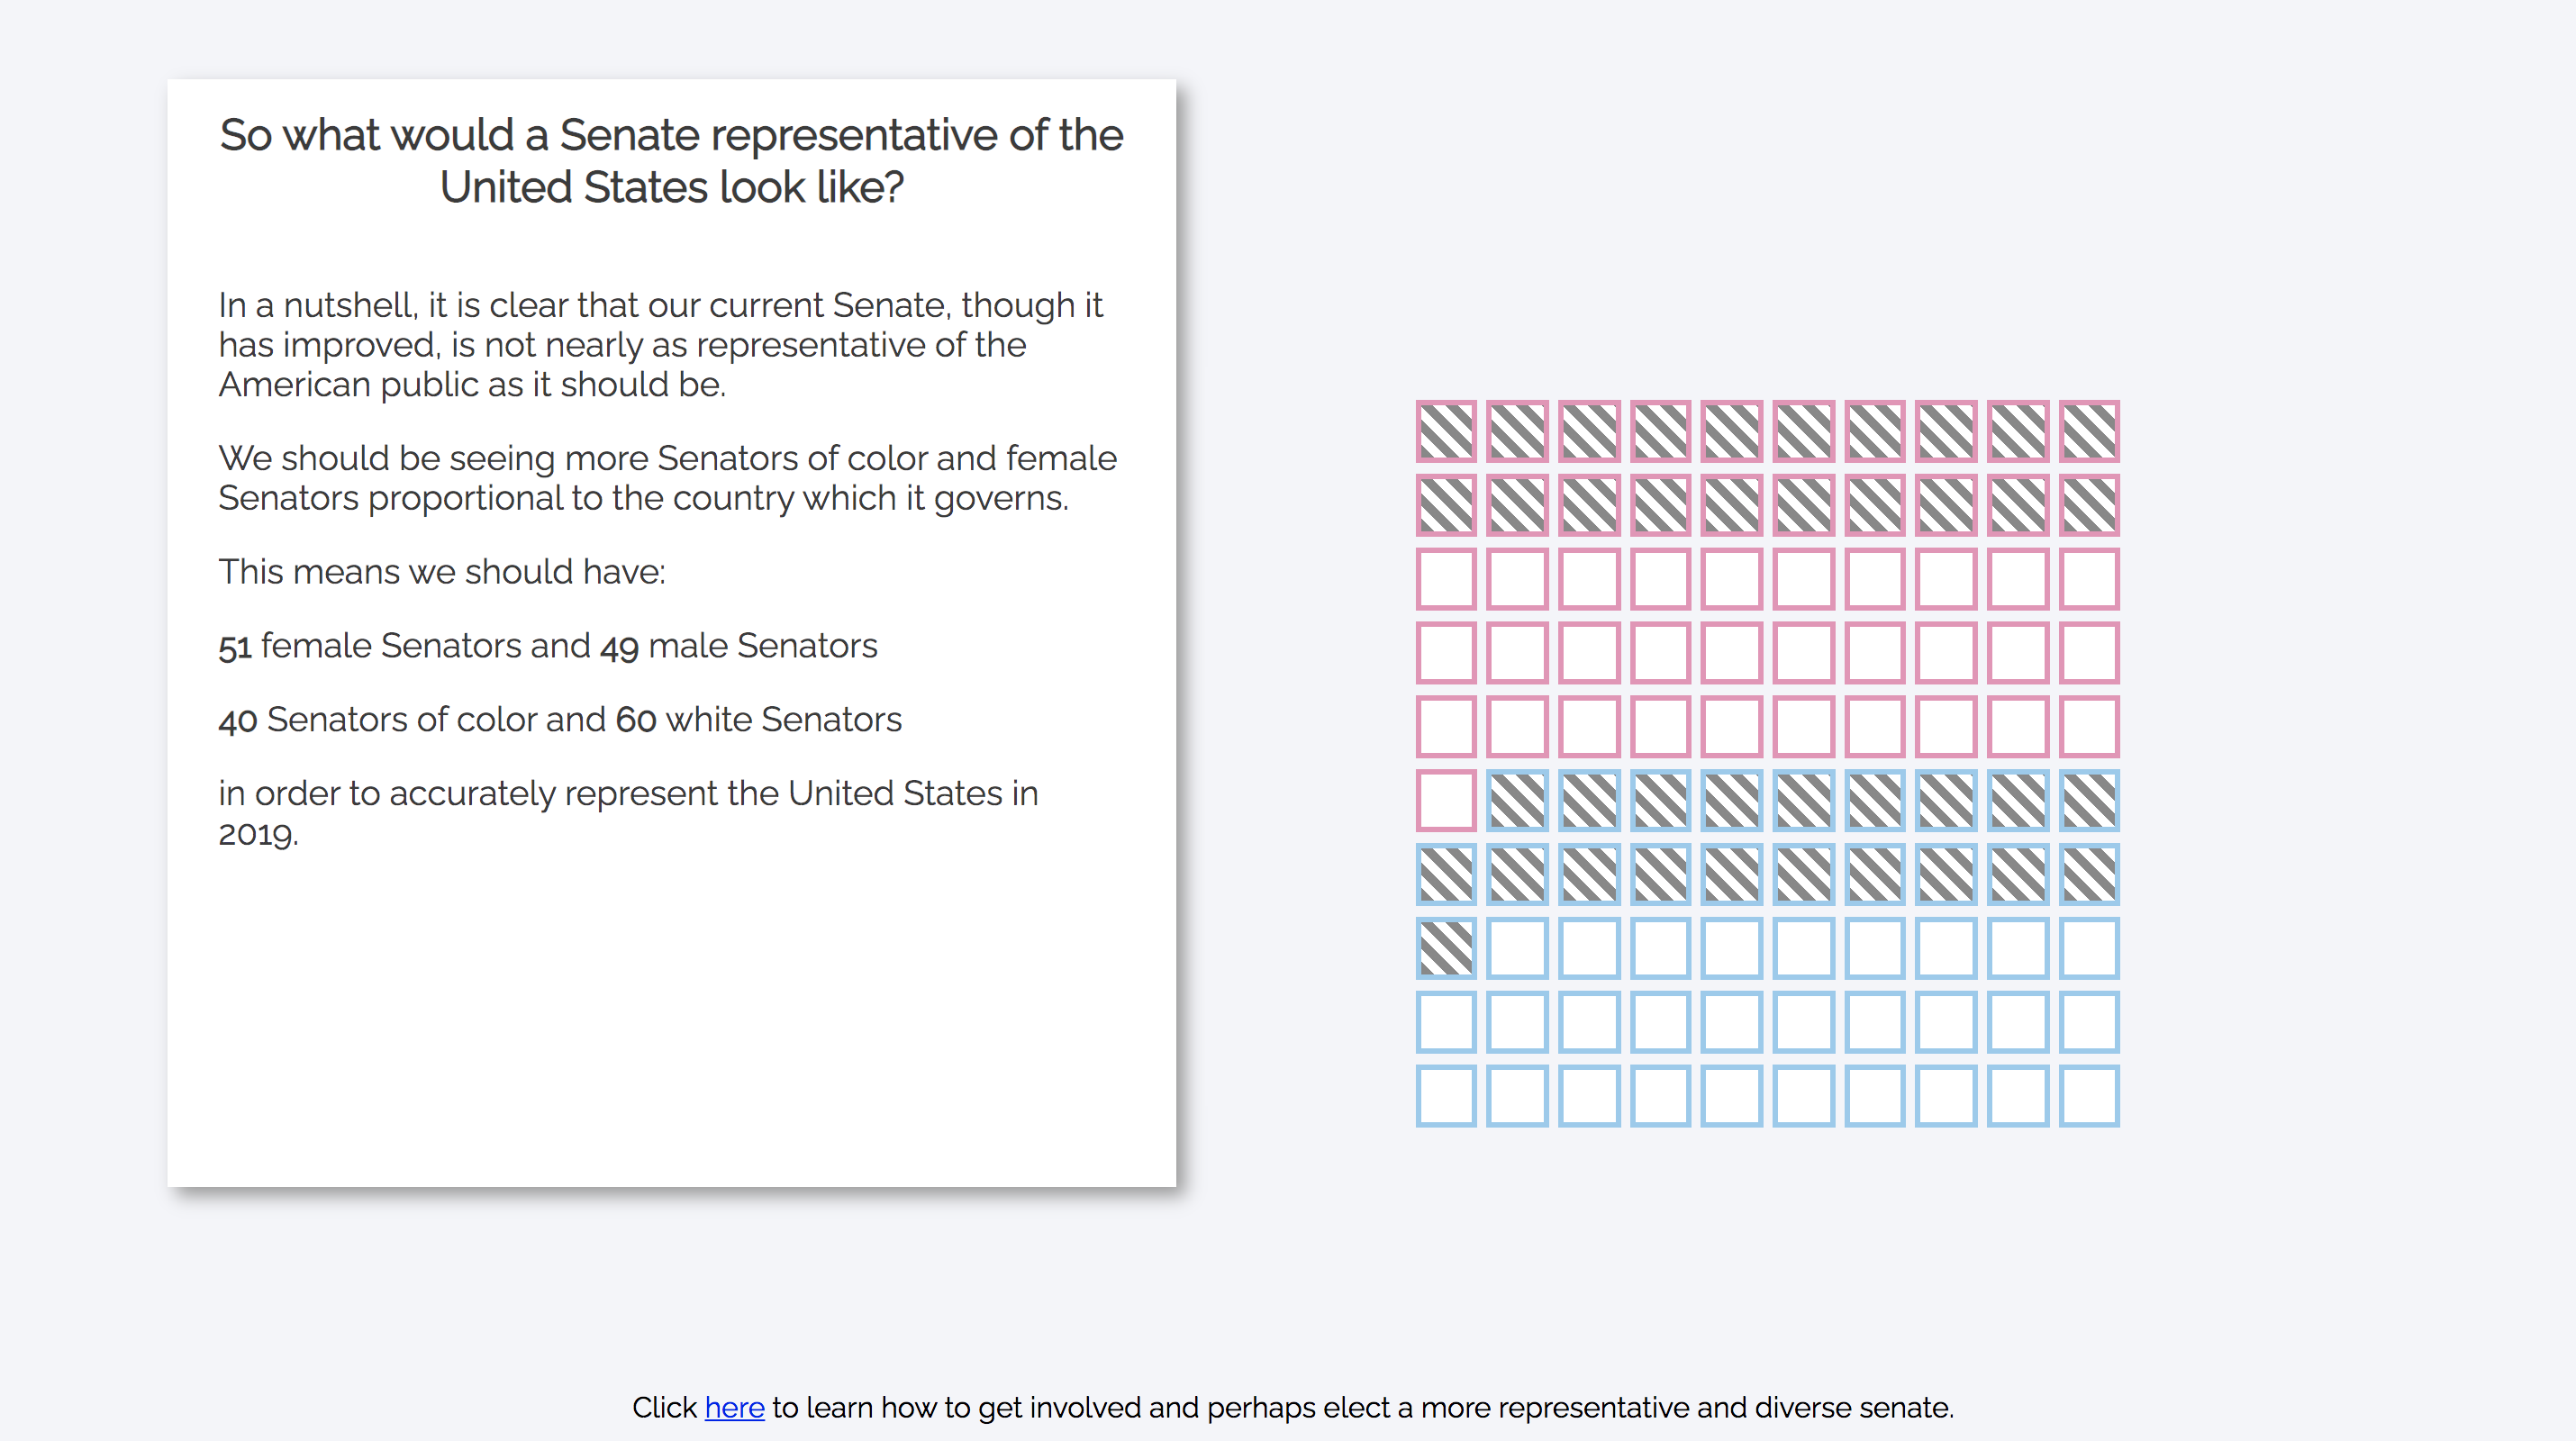 So what would a Senate representative of the
United States look like?
In a nutshell, it is clear that our current Senate, though it
has improved, is not nearly as representative of the
American public as it should be.
We should be seeing more Senators of color and female
Senators proportional to the country which it governs.
This means we should have:
51 female Senators and 49 male Senators
40 Senators of color and 60 white Senators
in order to accurately represent the United States in
2019.
Click here to learn how to get involved and perhaps elect a more representative and diverse senate.